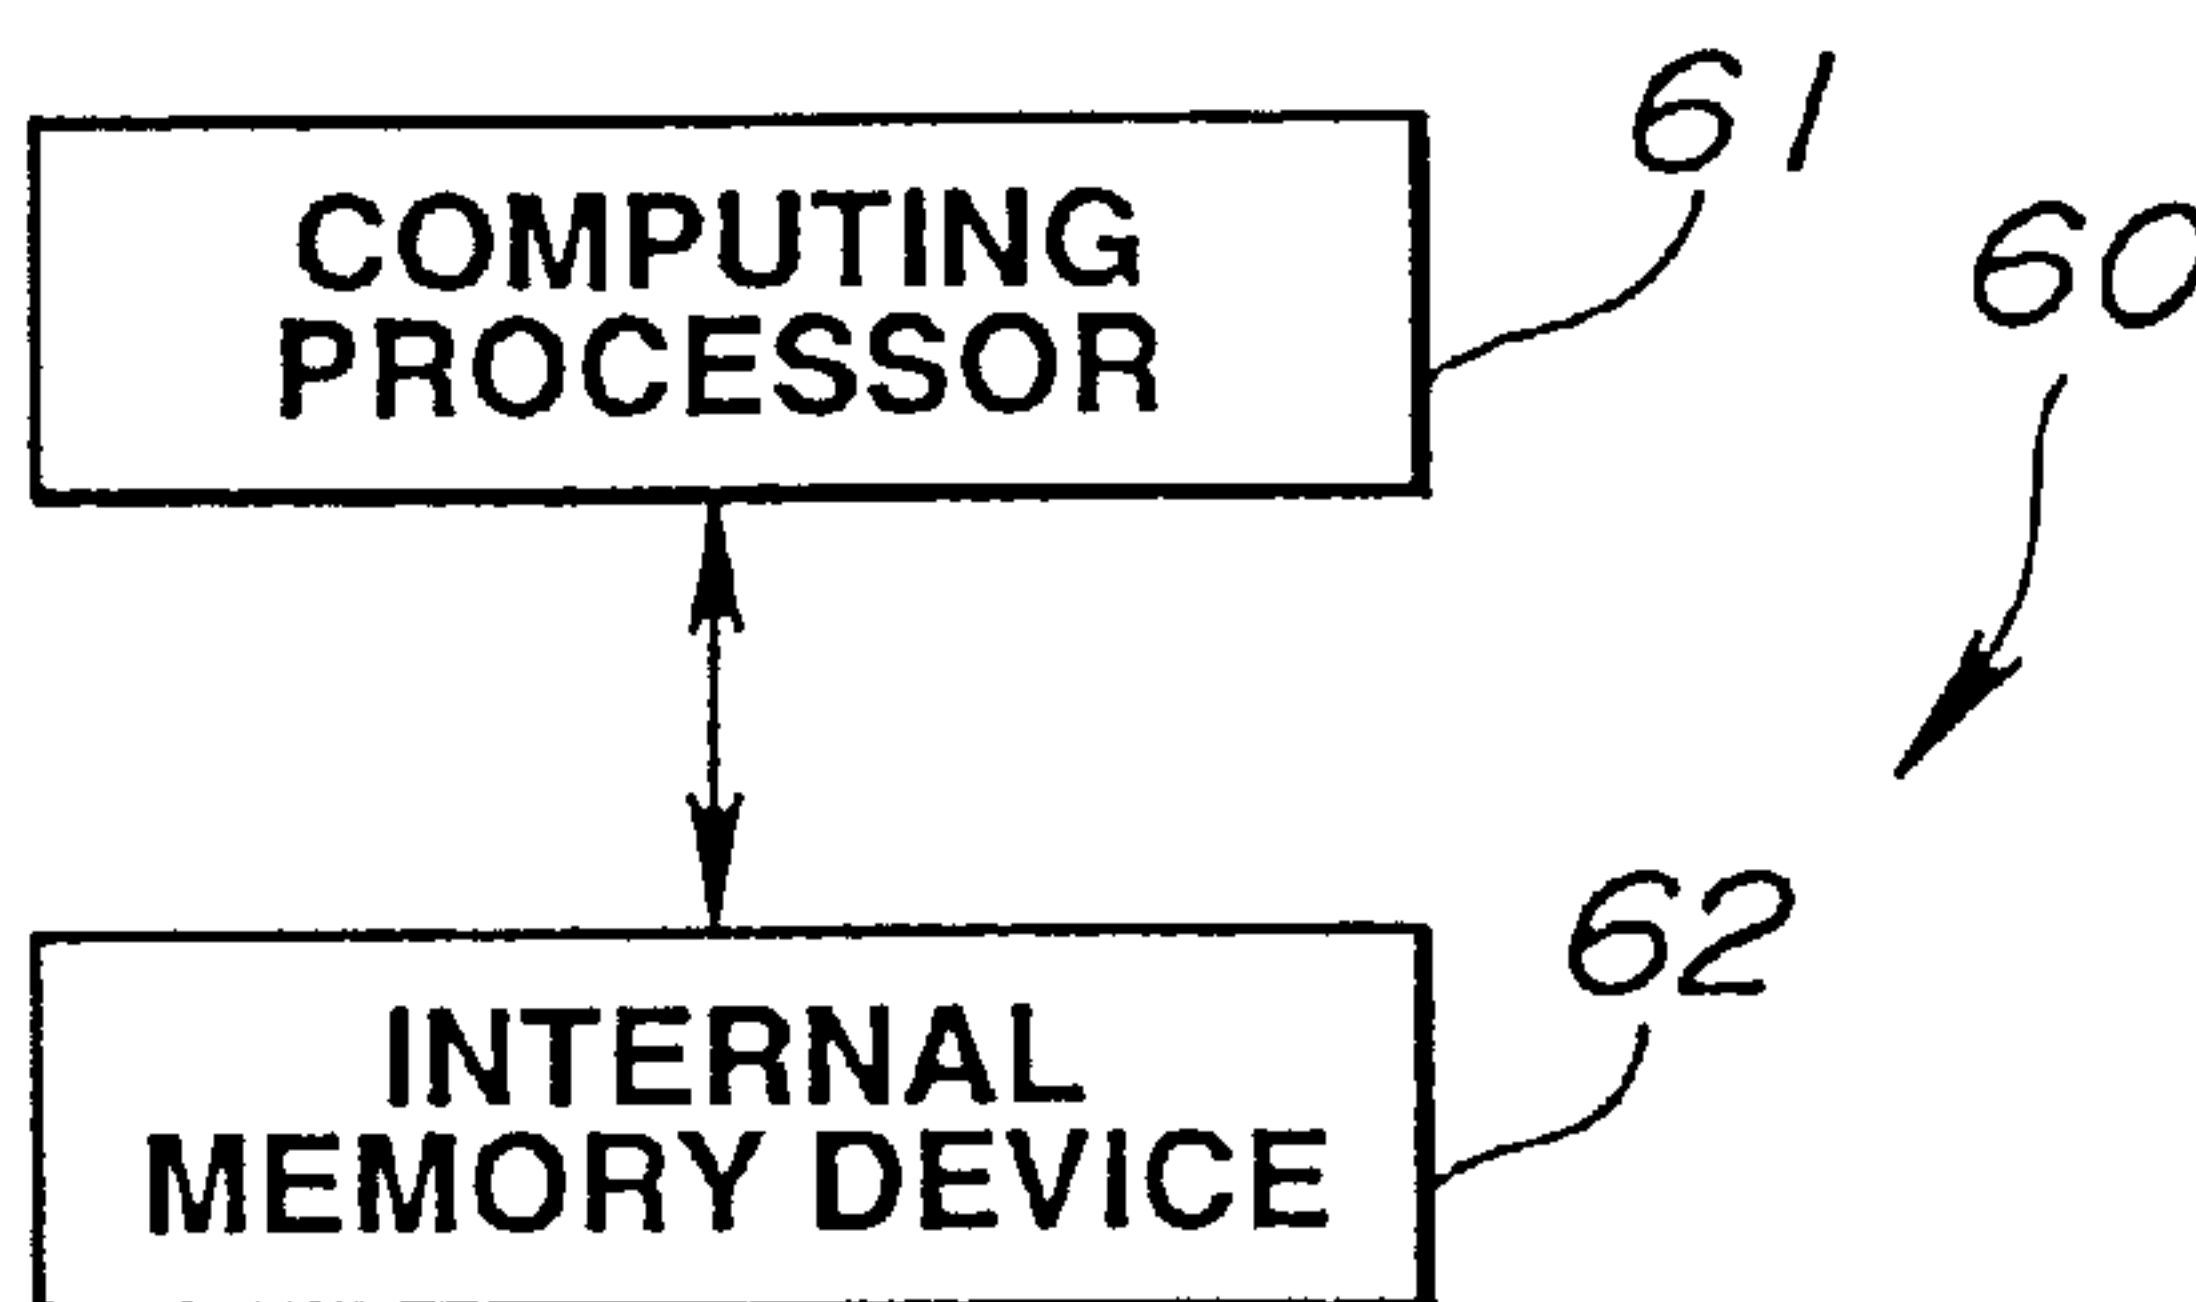 61
COMPUTING
PROCESSOR
60
62
INTERNAL
MEMORY DEVICE